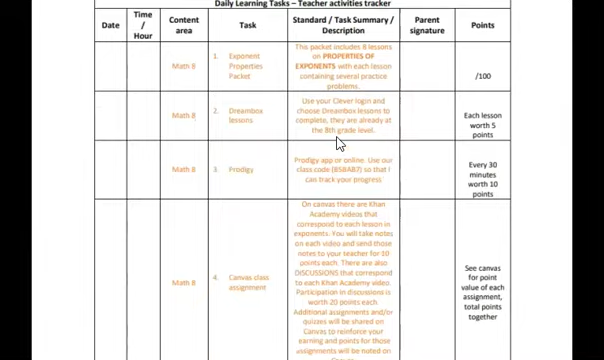 Daily Learning Tasks – Teacher activities tracker
Date
Time
/
Hour
Content
area
Task
Standard / Task Summary /
Description
Parent
signature
Points
Math 8
1. Exponent
Properties
Packet
This packet includes 8 lessons
on PROPERTIES OF
EXPONENTS with each lesson
containing several practice
problems.
/100
Math 8
2. Dreambox
lessons
Use your Clever login and
choose Dreambox lessons to
complete, they are already at
the 8th grade level.
Each lesson
worth 5
points
Math 8
3. Prodigy
Prodigy app or online. Use our
class code (85BAB7) so that I
can track your progress
Every 30
minutes
worth 10
points
Math 8
4. Canvas class
assignment
On canvas there are Khan
Academy videos that
correspond to each lesson in
exponents. You will take notes
on each video and send those
notes to your teacher for 10
points each. There are also
DISCUSSIONS that correspond
to each Khan Academy video.
Participation in discussions is
worth 20 points each.
Additional assignments and/or
quizzes will be shared on
Canvas to reinforce your
earning and points for those
assignments will be noted on
See canvas
for point
value of each
assignment,
total points
together